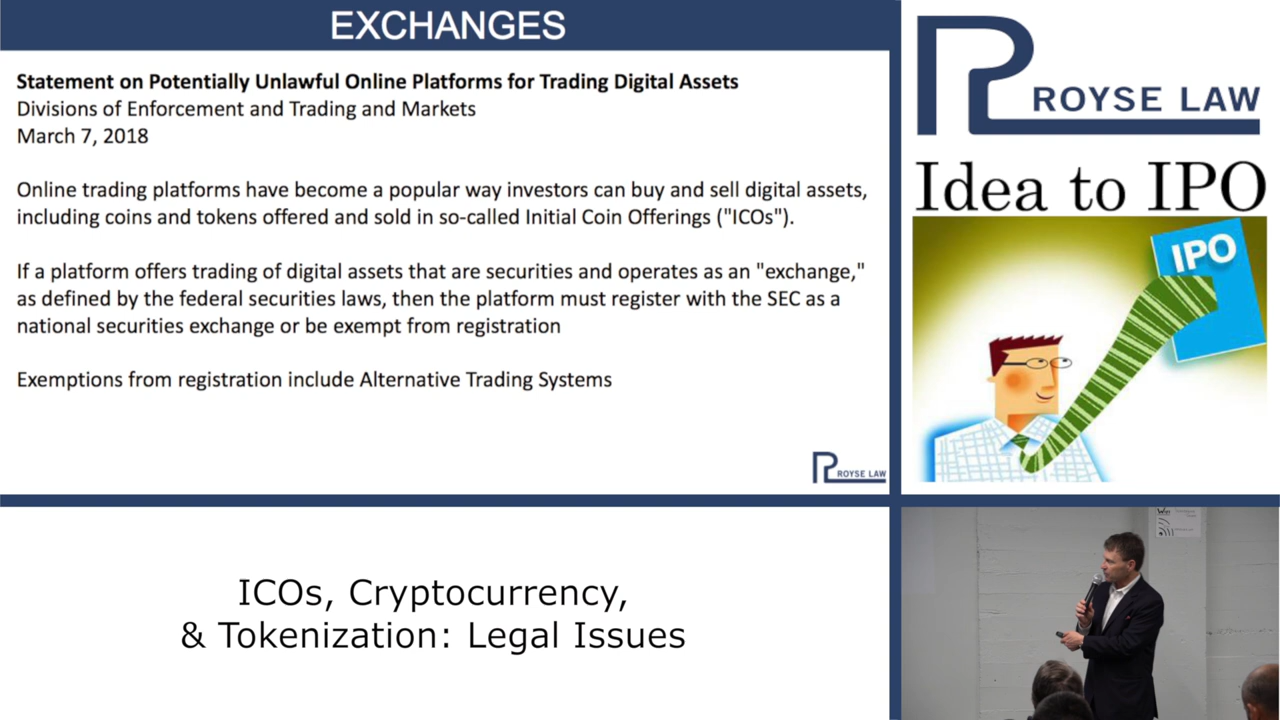 EXCHANGES
Statement on Potentially Unlawful Online Platforms for Trading Digital Assets
Divisions of Enforcement and Trading and Markets
March 7, 2018
Online trading platforms have become a popular way investors can buy and sell digital assets,
including coins and tokens offered and sold in so-called Initial Coin Offerings ("ICOs").
If a platform offers trading of digital assets that are securities and operates as an "exchange,"
as defined by the federal securities laws, then the platform must register with the SEC as a
national securities exchange or be exempt from registration
Exemptions from registration include Alternative Trading Systems
ROYSE LAW
ROYSE LAW
Idea to IPO
IPO
ICOs, Cryptocurrency,
& Tokenization: Legal Issues